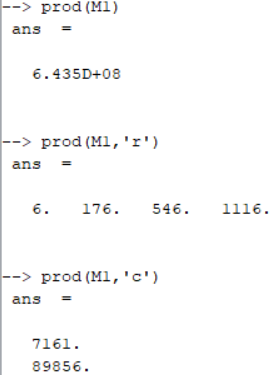 --> prod(M1)
ans  =
6.435D+08
--> prod(M1,'r')
ans  =
6.   176.   546.   1116.
--> prod(M1,'c')
ans  =
7161.
89856.